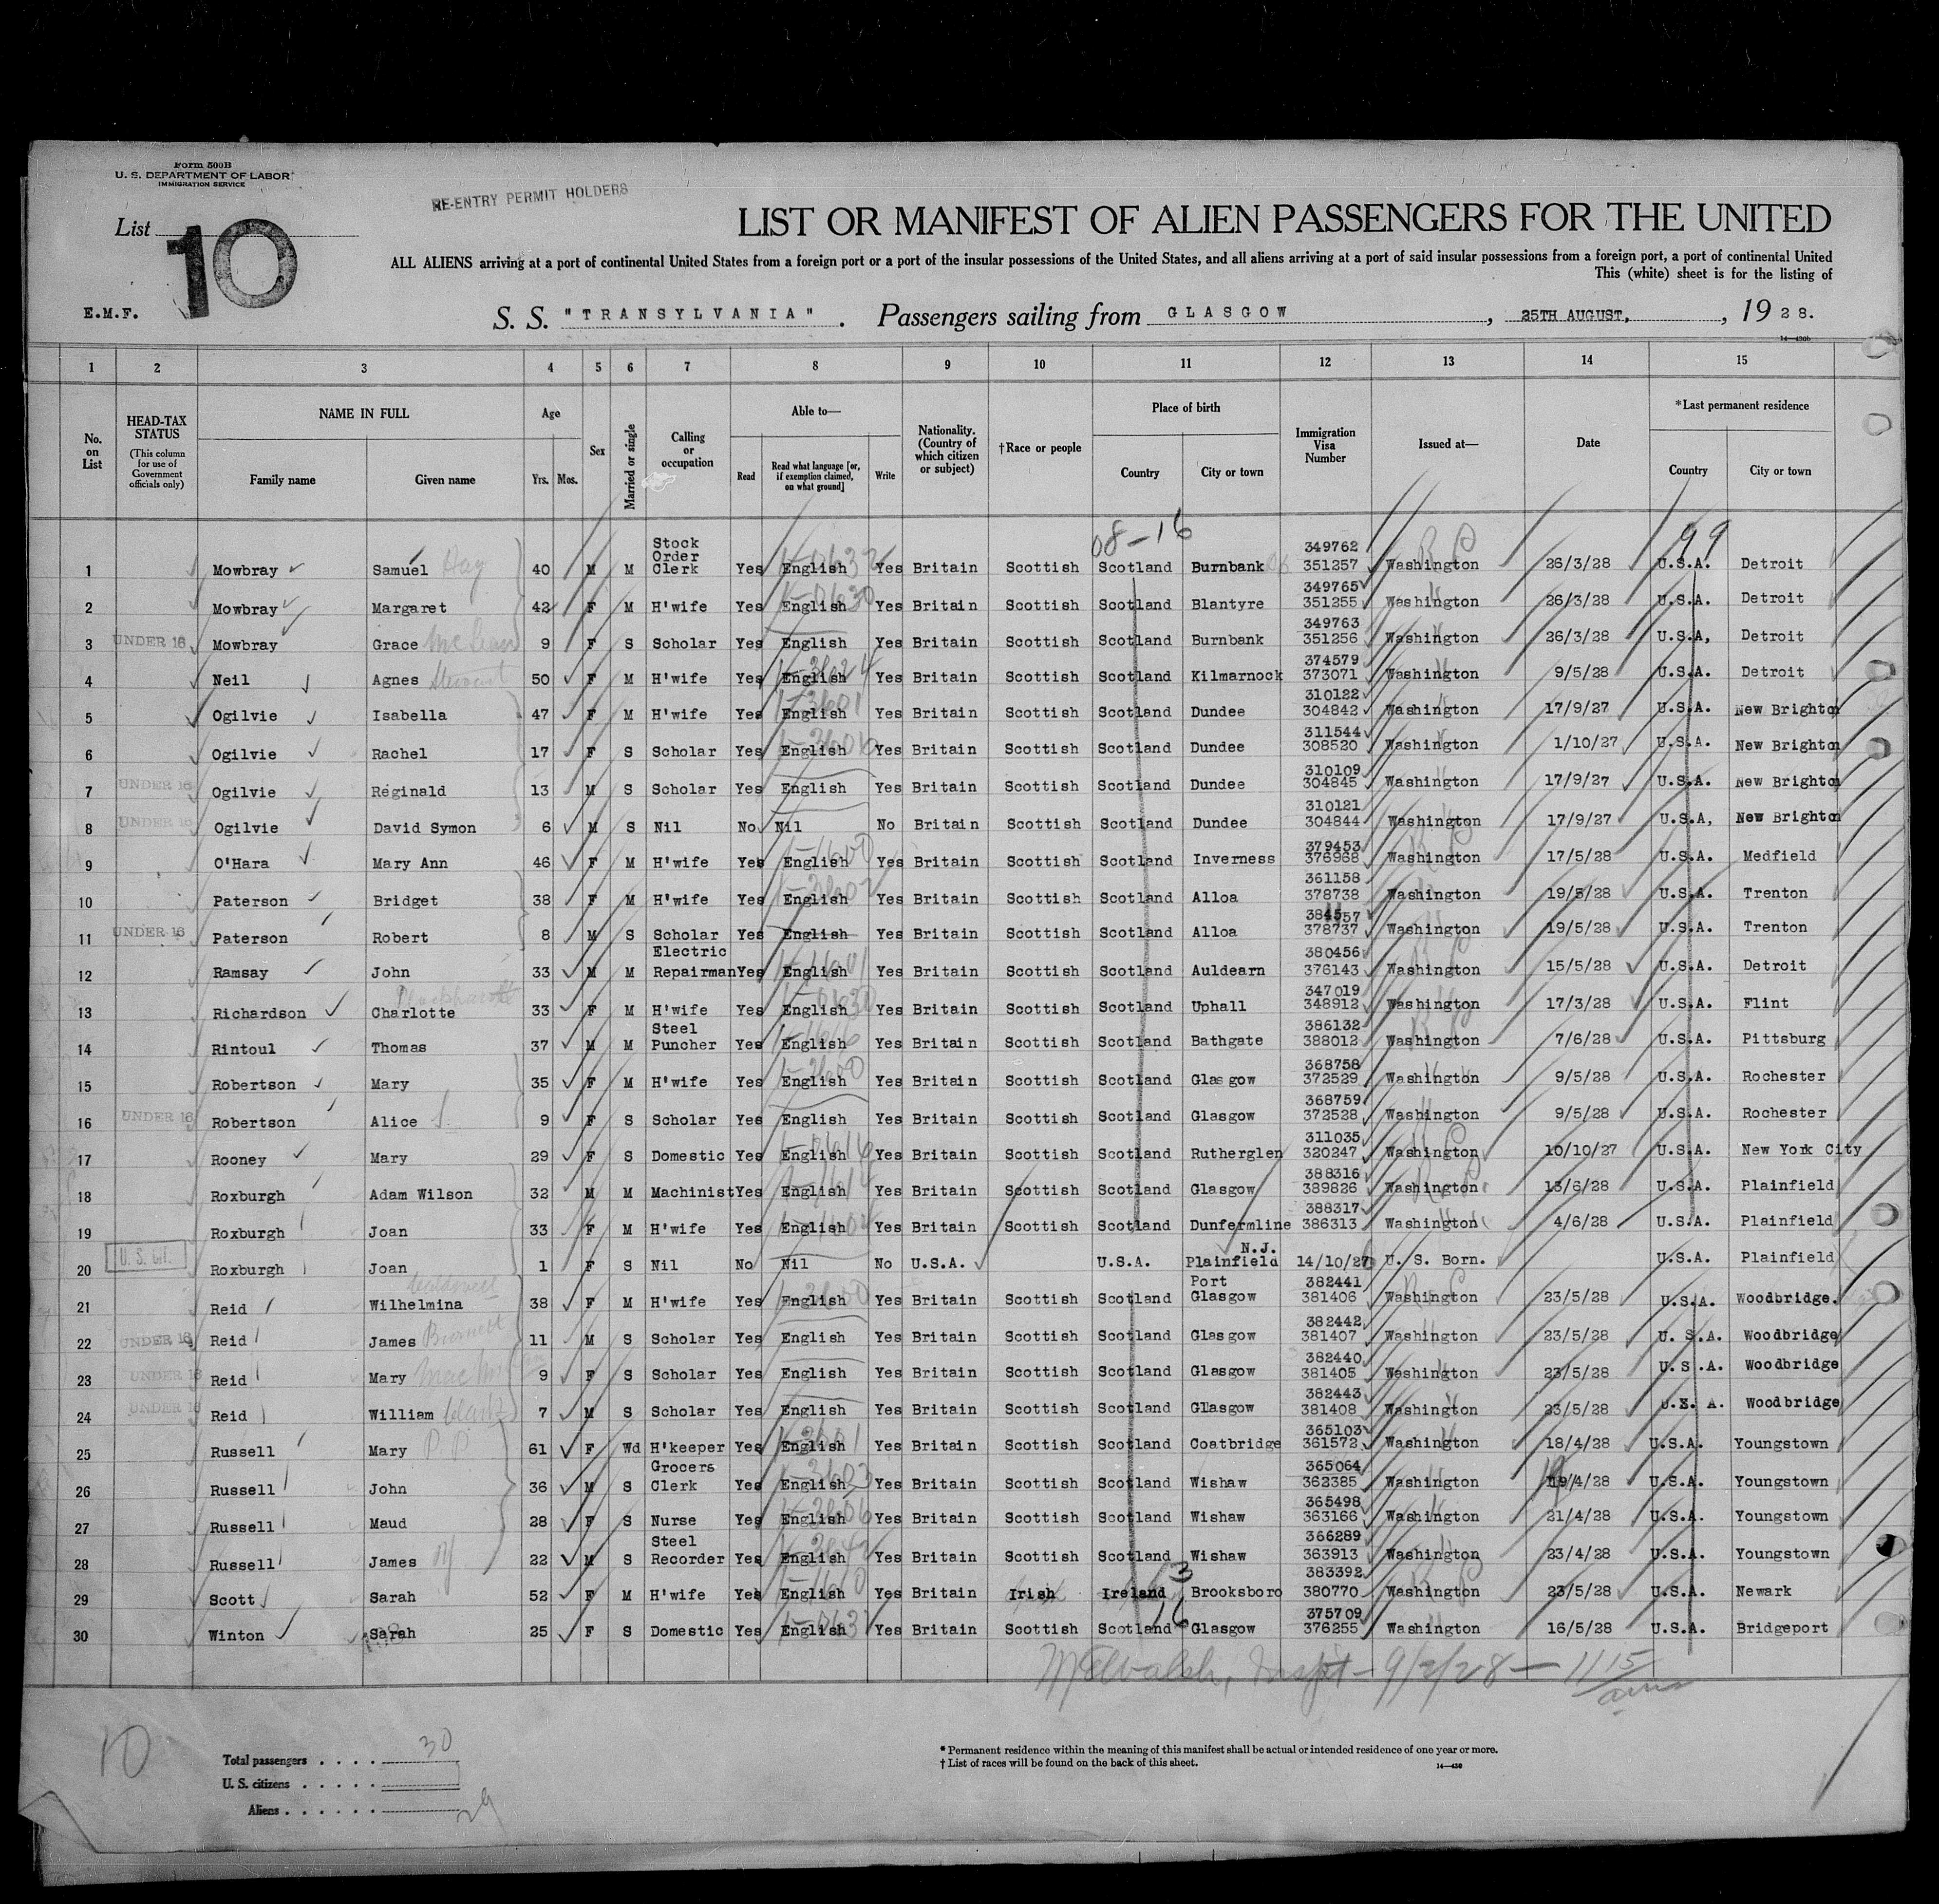 Form 500B
U. S. DEPARTMENT OF LABOR
IMMIGRATION SERVICE
RE-ENTRY PERMIT HOLDERS
List 10
LIST OR MANIFEST OF ALIEN PASSENGERS FOR THE UNITED
ALL ALIENS arriving at a port of continental United States from a foreign port or a port of the insular possessions of the United States, and all aliens arriving at a port of said insular possessions from a foreign port, a port of continental United
This (white) sheet is for the listing of
E.M.F. S. S. "TRANSYLVANIA". Passengers sailing from GLASGOW, 25TH AUGUST, , 1928.
14—430b
1 2 3 4 5 6 7 8 9 10 11 12 13 14 15
No. on List HEAD-TAX STATUS (This column for use of Government officials only) NAME IN FULL Family name Given name Age Yrs. Mos. Sex Married or single Calling or occupation Able to— Read Read what language [or, if exemption claimed, on what ground] Write Nationality. (Country of which citizen or subject) †Race or people Place of birth Country City or town Immigration Visa Number Issued at— Date *Last permanent residence Country City or town
08-16 99
1 Mowbray Samuel Hay 40 M M Stock Order Clerk Yes English Yes Britain Scottish Scotland Burnbank 349762 351257 Washington 26/3/28 U.S.A. Detroit
2 Mowbray Margaret 42 F M H'wife Yes English Yes Britain Scottish Scotland Blantyre 349765 351255 Washington 26/3/28 U.S.A. Detroit
3 UNDER 16 Mowbray Grace 9 F S Scholar Yes English Yes Britain Scottish Scotland Burnbank 349763 351256 Washington 26/3/28 U.S.A, Detroit
4 Neil Agnes Stewart 50 F M H'wife Yes English Yes Britain Scottish Scotland Kilmarnock 374579 373071 Washington 9/5/28 U.S.A. Detroit
5 Ogilvie Isabella 47 F M H'wife Yes English Yes Britain Scottish Scotland Dundee 310122 304842 Washington 17/9/27 U.S.A. New Brighton
6 Ogilvie Rachel 17 F S Scholar Yes English Yes Britain Scottish Scotland Dundee 311544 308520 Washington 1/10/27 U.S.A. New Brighton
7 UNDER 16 Ogilvie Reginald 13 M S Scholar Yes English Yes Britain Scottish Scotland Dundee 310109 304845 Washington 17/9/27 U.S.A. New Brighton
8 UNDER 16 Ogilvie David Symon 6 M S Nil No Nil No Britain Scottish Scotland Dundee 310121 304844 Washington 17/9/27 U.S.A, New Brighton
9 O'Hara Mary Ann 46 F M H'wife Yes English Yes Britain Scottish Scotland Inverness 379453 376968 Washington 17/5/28 U.S.A. Medfield
10 Paterson Bridget 38 F M H'wife Yes English Yes Britain Scottish Scotland Alloa 361158 378738 Washington 19/5/28 U.S.A. Trenton
11 UNDER 16 Paterson Robert 8 M S Scholar Yes English Yes Britain Scottish Scotland Alloa 378737 Washington 19/5/28 U.S.A. Trenton
12 Ramsay John 33 M M Electric Repairman Yes English Yes Britain Scottish Scotland Auldearn 380456 376143 Washington 15/5/28 U.S.A. Detroit
13 Richardson Charlotte 33 F M H'wife Yes English Yes Britain Scottish Scotland Uphall 347019 348912 Washington 17/3/28 U.S.A. Flint
14 Rintoul Thomas 37 M M Steel Puncher Yes English Yes Britain Scottish Scotland Bathgate 386132 388012 Washington 7/6/28 U.S.A. Pittsburg
15 Robertson Mary 35 F M H'wife Yes English Yes Britain Scottish Scotland Glasgow 368758 372529 Washington 9/5/28 U.S.A. Rochester
16 UNDER 16 Robertson Alice 9 F S Scholar Yes English Yes Britain Scottish Scotland Glasgow 368759 372528 Washington 9/5/28 U.S.A. Rochester
17 Rooney Mary 29 F S Domestic Yes English Yes Britain Scottish Scotland Rutherglen 311035 320247 Washington 10/10/27 U.S.A. New York City
18 Roxburgh Adam Wilson 32 M M Machinist Yes English Yes Britain Scottish Scotland Glasgow 388316 389826 Washington 13/6/28 U.S.A. Plainfield
19 Roxburgh Joan 33 F M H'wife Yes English Yes Britain Scottish Scotland Dunfermline 388317 386313 Washington 4/6/28 U.S.A. Plainfield
20 U. S. Cit. Roxburgh Joan 1 F S Nil No Nil No U.S.A. U.S.A. N.J. Plainfield 14/10/27 U. S. Born. U.S.A. Plainfield
21 Reid Wilhelmina 38 F M H'wife Yes English Yes Britain Scottish Scotland Port Glasgow 382441 381406 Washington 23/5/28 U.S.A. Woodbridge.
22 UNDER 16 Reid James Burnett 11 M S Scholar Yes English Yes Britain Scottish Scotland Glasgow 382442 381407 Washington 23/5/28 U. S.A. Woodbridge
23 UNDER 16 Reid Mary 9 F S Scholar Yes English Yes Britain Scottish Scotland Glasgow 382440 381405 Washington 23/5/28 U.S.A. Woodbridge
24 UNDER 16 Reid William 7 M S Scholar Yes English Yes Britain Scottish Scotland Glasgow 382443 381408 Washington 23/5/28 Woodbridge
25 Russell Mary P.P. 61 F Wd H'keeper Yes English Yes Britain Scottish Scotland Coatbridge 365103 361572 Washington 18/4/28 U.S.A. Youngstown
26 Russell John 36 M S Grocers Clerk Yes English Yes Britain Scottish Scotland Wishaw 365064 362385 Washington 19/4/28 U.S.A. Youngstown
27 Russell Maud 28 F S Nurse Yes English Yes Britain Scottish Scotland Wishaw 365498 363166 Washington 21/4/28 U.S.A. Youngstown
28 Russell James 22 M S Steel Recorder Yes English Yes Britain Scottish Scotland Wishaw 366289 363913 Washington 23/4/28 U.S.A. Youngstown
29 Scott Sarah 52 F M H'wife Yes English Yes Britain Irish Ireland 3 Brooksboro 383392 380770 Washington 23/5/28 U.S.A. Newark
30 Winton Sarah 25 F S Domestic Yes English Yes Britain Scottish Scotland 16 Glasgow 375709 376255 Washington 16/5/28 U.S.A. Bridgeport
9/2/28 - 11 15
10
Total passengers . . . . 30
U. S. citizens . . . . .
Aliens . . . . . . 29
* Permanent residence within the meaning of this manifest shall be actual or intended residence of one year or more.
† List of races will be found on the back of this sheet.
14—430